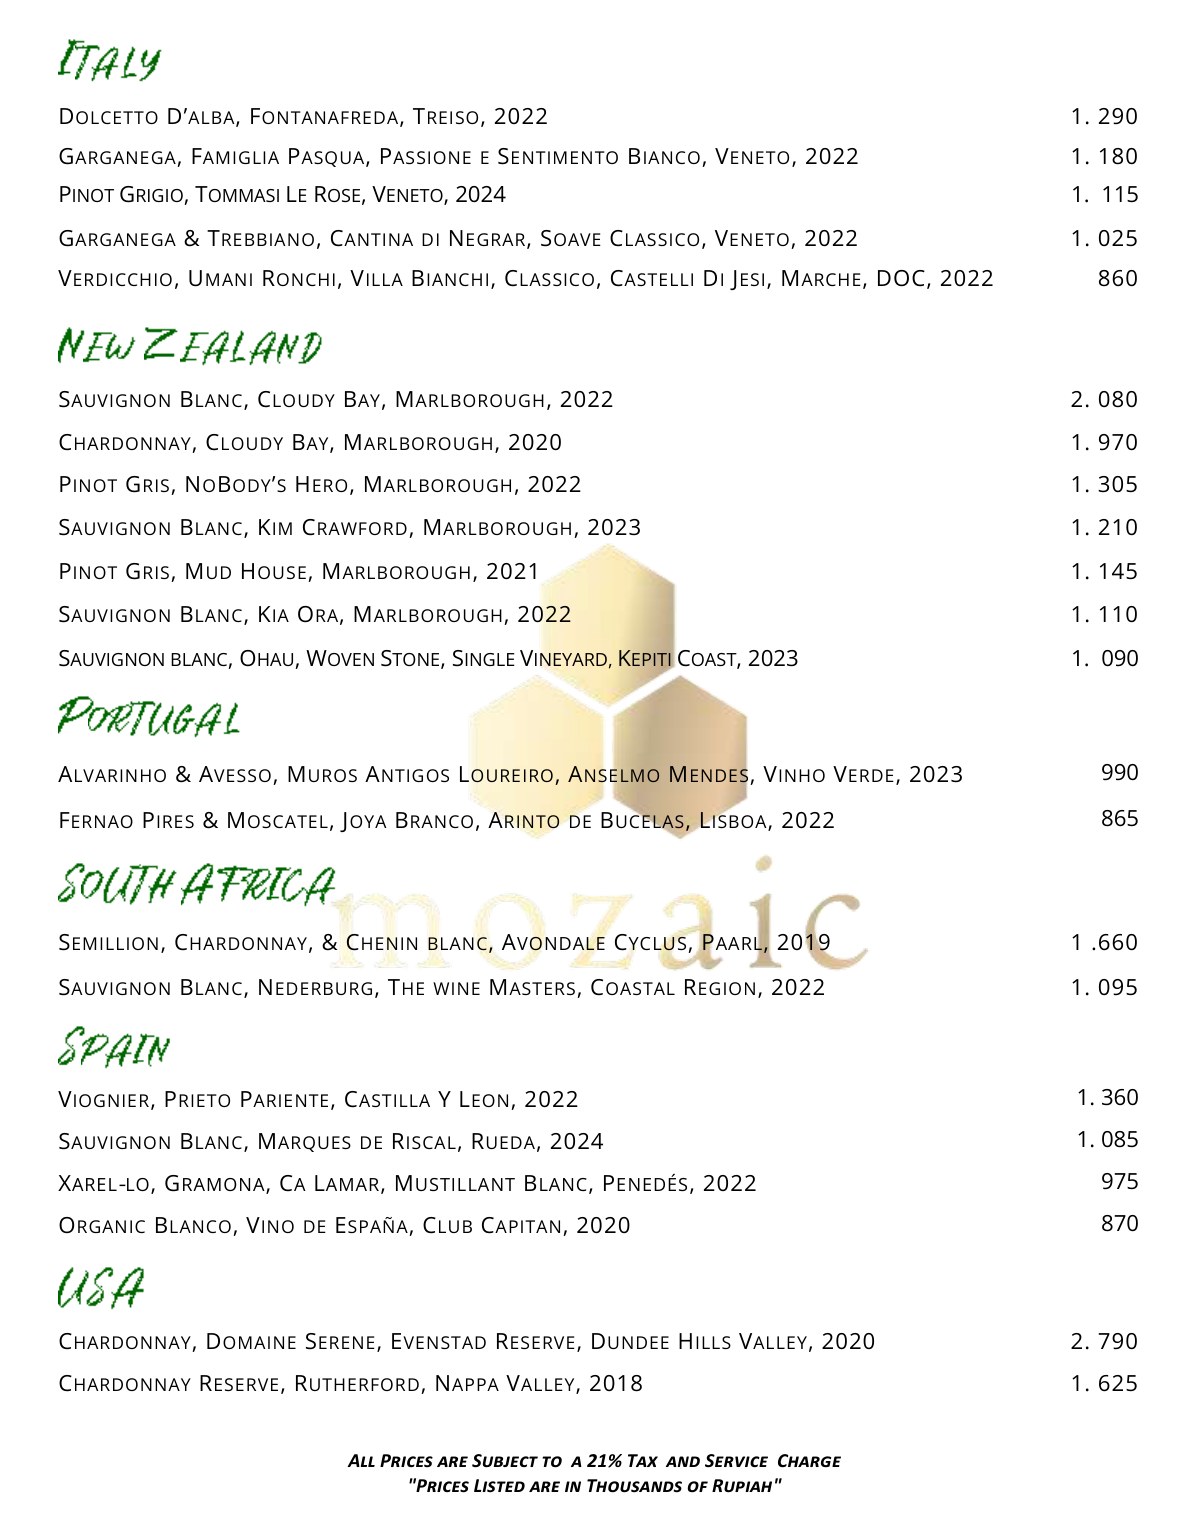 Italy
Dolcetto D’alba, Fontanafreda, Treiso, 2022 1. 290
Garganega, Famiglia Pasqua, Passione e Sentimento Bianco, Veneto, 2022 1. 180
Pinot Grigio, Tommasi Le Rose, Veneto, 2024 1. 115
Garganega & Trebbiano, Cantina di Negrar, Soave Classico, Veneto, 2022 1. 025
Verdicchio, Umani Ronchi, Villa Bianchi, Classico, Castelli Di Jesi, Marche, DOC, 2022 860
New Zealand
Sauvignon Blanc, Cloudy Bay, Marlborough, 2022 2. 080
Chardonnay, Cloudy Bay, Marlborough, 2020 1. 970
Pinot Gris, NoBody’s Hero, Marlborough, 2022 1. 305
Sauvignon Blanc, Kim Crawford, Marlborough, 2023 1. 210
Pinot Gris, Mud House, Marlborough, 2021 1. 145
Sauvignon Blanc, Kia Ora, Marlborough, 2022 1. 110
Sauvignon blanc, Ohau, Woven Stone, Single Vineyard, Kepiti Coast, 2023 1. 090
Portugal
Alvarinho & Avesso, Muros Antigos Loureiro, Anselmo Mendes, Vinho Verde, 2023 990
Fernao Pires & Moscatel, Joya Branco, Arinto de Bucelas, Lisboa, 2022 865
South Africa
mozaic
Semillion, Chardonnay, & Chenin blanc, Avondale Cyclus, Paarl, 2019 1 .660
Sauvignon Blanc, Nederburg, The wine Masters, Coastal Region, 2022 1. 095
Spain
Viognier, Prieto Pariente, Castilla Y Leon, 2022 1. 360
Sauvignon Blanc, Marques de Riscal, Rueda, 2024 1. 085
Xarel-lo, Gramona, Ca Lamar, Mustillant Blanc, Penedés, 2022 975
Organic Blanco, Vino de España, Club Capitan, 2020 870
USA
Chardonnay, Domaine Serene, Evenstad Reserve, Dundee Hills Valley, 2020 2. 790
Chardonnay Reserve, Rutherford, Nappa Valley, 2018 1. 625
All Prices are Subject to a 21% Tax and Service Charge
"Prices Listed are in Thousands of Rupiah"